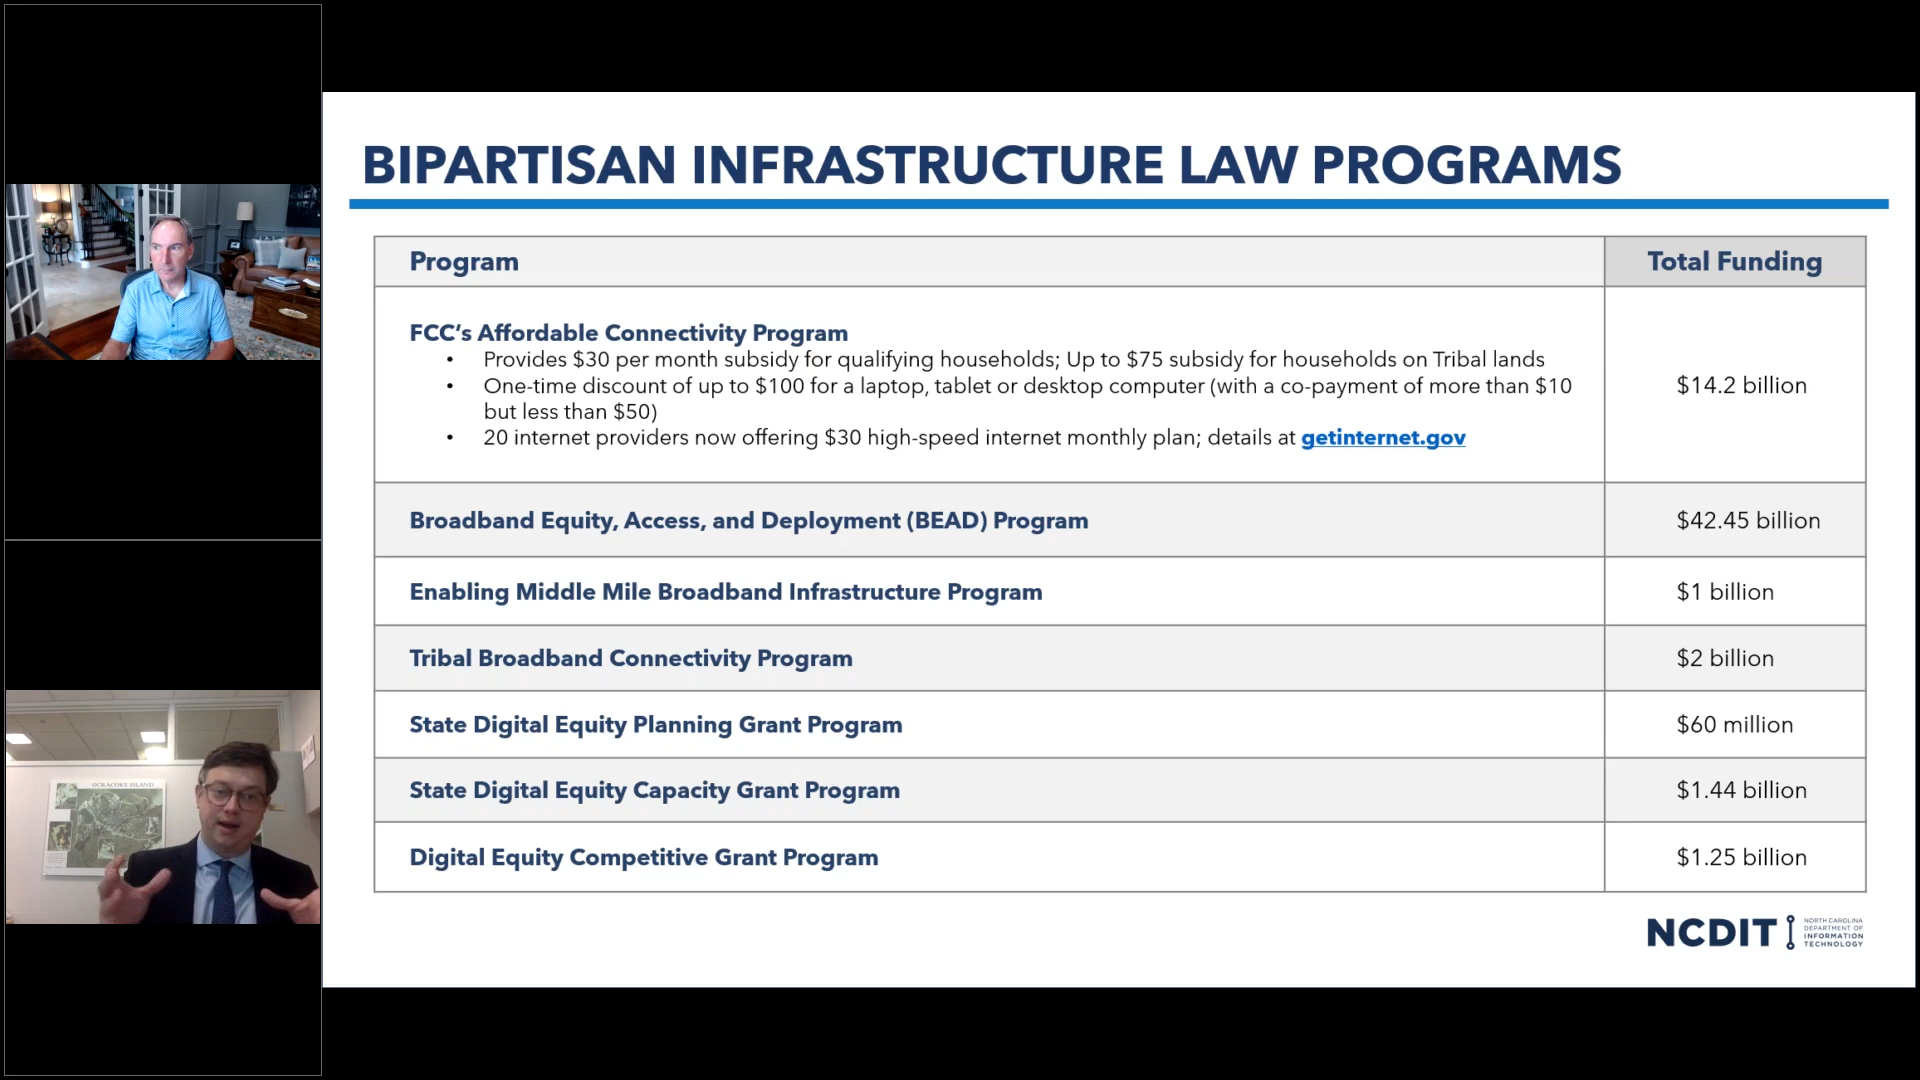 BIPARTISAN INFRASTRUCTURE LAW PROGRAMS
Program
Total Funding
FCC's Affordable Connectivity Program
• Provides $30 per month subsidy for qualifying households; Up to $75 subsidy for households on Tribal lands
• One-time discount of up to $100 for a laptop, tablet or desktop computer (with a co-payment of more than $10
but less than $50)
• 20 internet providers now offering $30 high-speed internet monthly plan; details at getinternet.gov
$14.2 billion
Broadband Equity, Access, and Deployment (BEAD) Program
$42.45 billion
Enabling Middle Mile Broadband Infrastructure Program
$1 billion
Tribal Broadband Connectivity Program
$2 billion
State Digital Equity Planning Grant Program
$60 million
State Digital Equity Capacity Grant Program
$1.44 billion
Digital Equity Competitive Grant Program
$1.25 billion
NCDIT
NORTH CAROLINA
DEPARTMENT OF
INFORMATION
TECHNOLOGY
OCRACOKE ISLAND